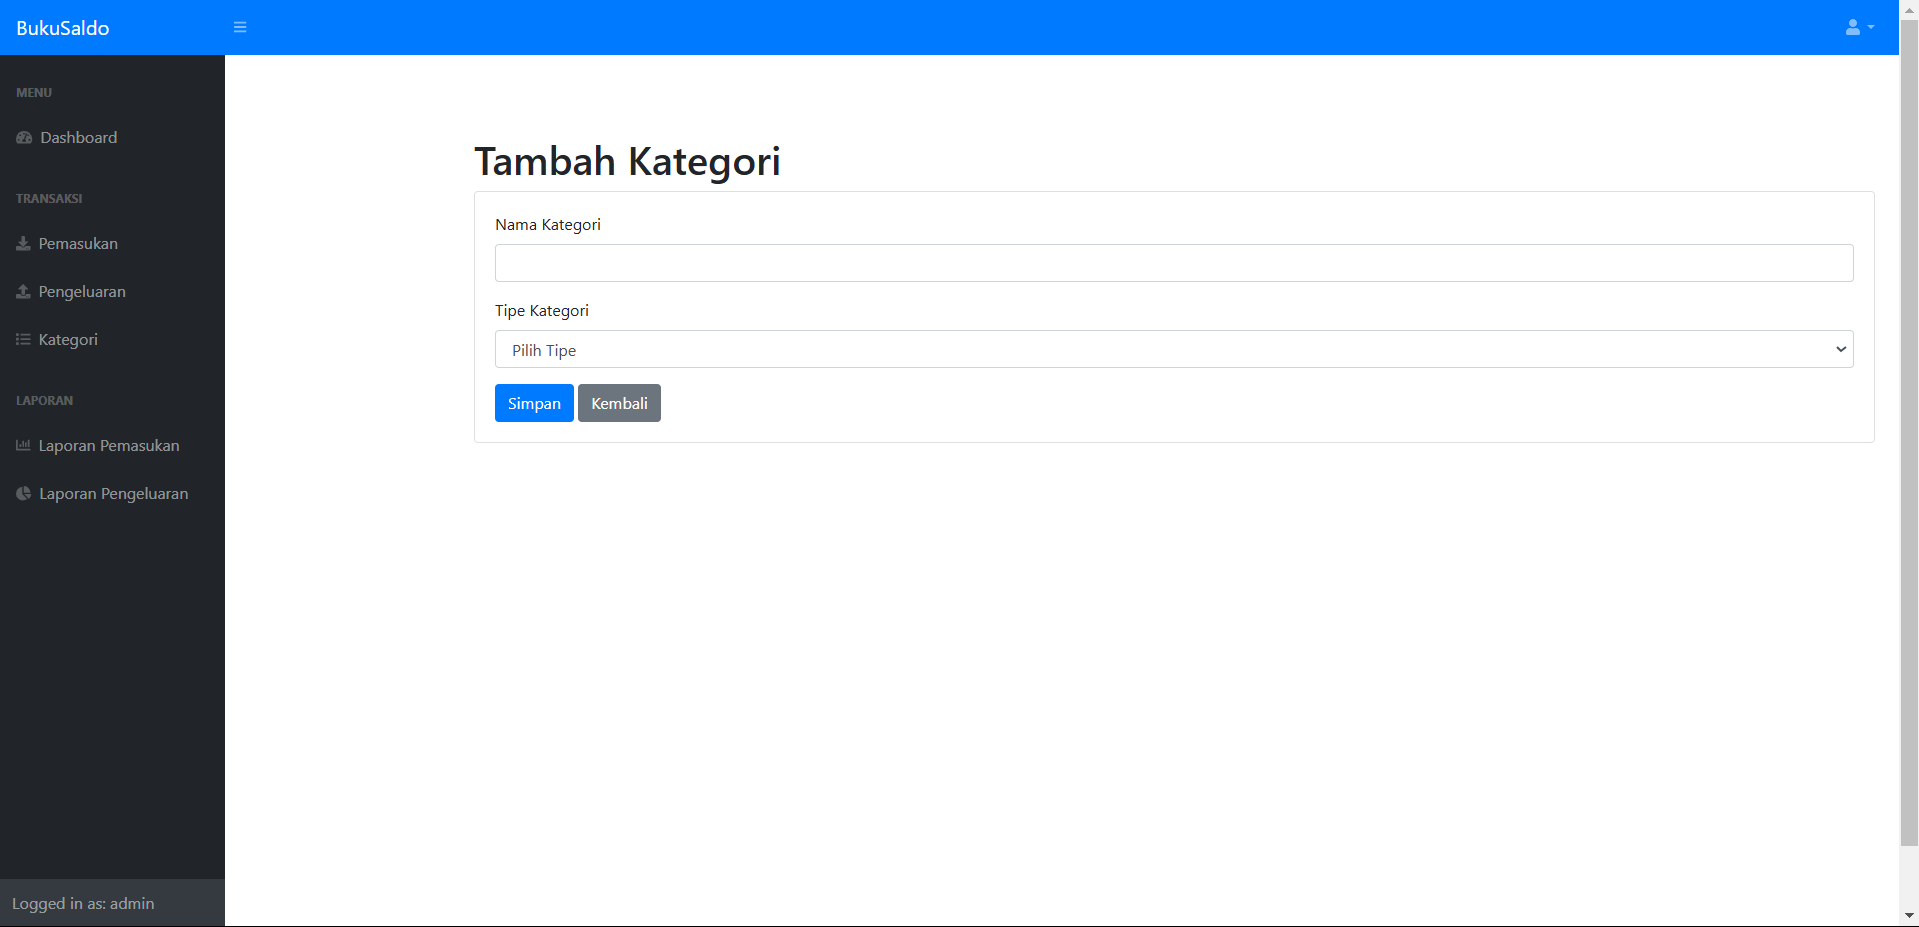 BukuSaldo
MENU
Dashboard
TRANSAKSI
Pemasukan
Pengeluaran
Kategori
LAPORAN
Laporan Pemasukan
Laporan Pengeluaran
Logged in as: admin
Tambah Kategori
Nama Kategori
Tipe Kategori
Pilih Tipe
Simpan Kembali